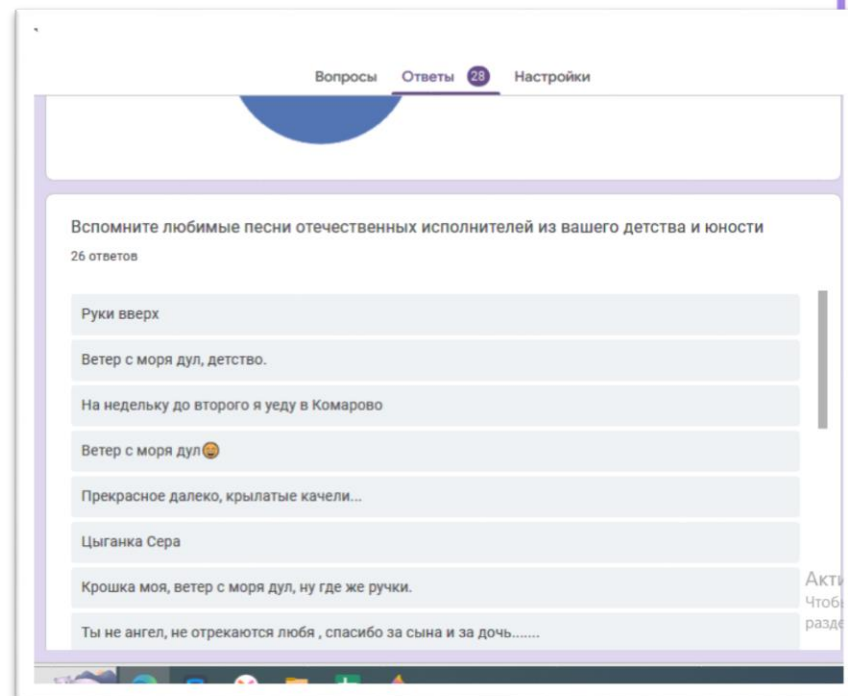 Вопросы Ответы 28 Настройки
Вспомните любимые песни отечественных исполнителей из вашего детства и юности
26 ответов
Руки вверх
Ветер с моря дул, детство.
На недельку до второго я уеду в Комарово
Ветер с моря дул😄
Прекрасное далеко, крылатые качели...
Цыганка Сера
Крошка моя, ветер с моря дул, ну где же ручки.
Ты не ангел, не отрекаются любя , спасибо за сына и за дочь.......